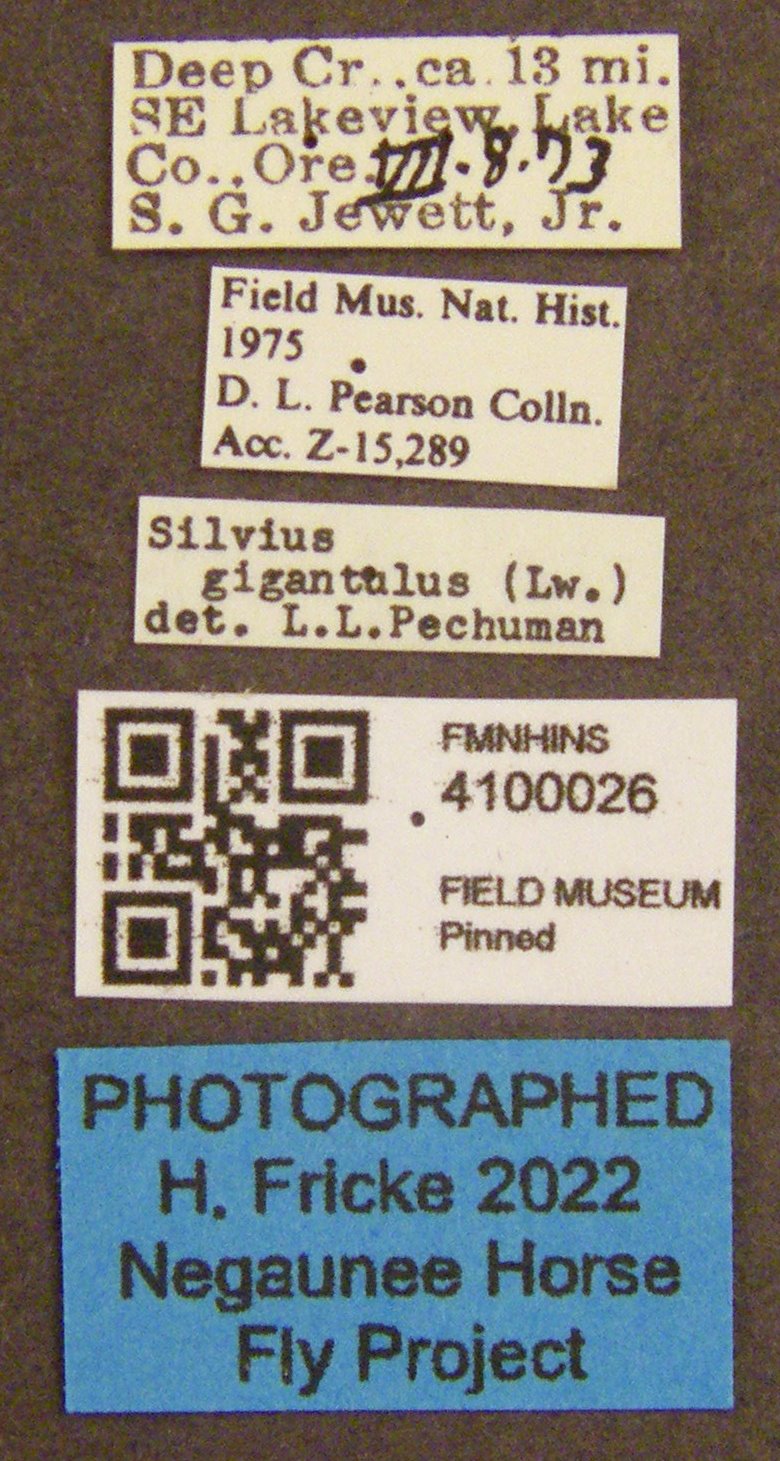 Deep Cr., ca. 13 mi.
SE Lakeview, Lake
Co., Ore. VIII.8.73
S. G. Jewett, Jr.
Field Mus. Nat. Hist.
1975
D. L. Pearson Colln.
Acc. Z-15,289
Silvius
gigantulus (Lw.)
det. L.L.Pechuman
FMNHINS
4100026
FIELD MUSEUM
Pinned
PHOTOGRAPHED
H. Fricke 2022
Negaunee Horse
Fly Project